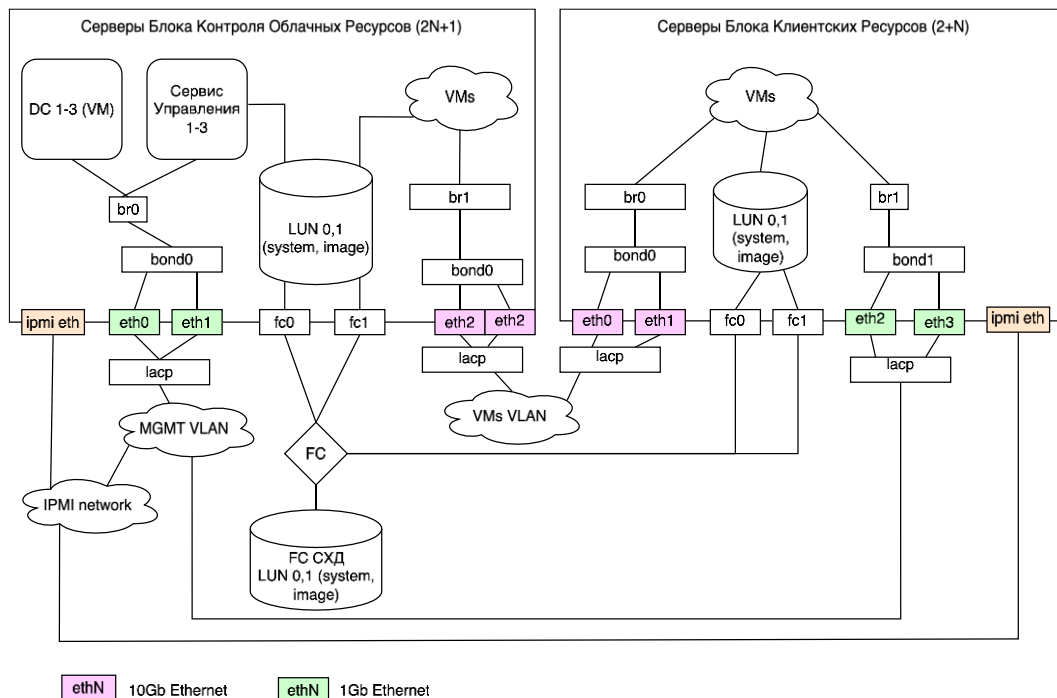 Серверы Блока Контроля Облачных Ресурсов (2N+1)
DC 1-3 (VM)
Сервис
Управления
1-3
VMs
br0
LUN 0,1
(system, image)
br1
bond0
bond0
ipmi eth
eth0
eth1
fc0
fc1
eth2
eth2
lacp
lacp
MGMT VLAN
VMs VLAN
FC
IPMI network
FC СХД
LUN 0,1 (system,
image)
Серверы Блока Клиентских Ресурсов (2+N)
VMs
br0
LUN 0,1
(system,
image)
br1
bond0
bond1
eth0
eth1
fc0
fc1
eth2
eth3
ipmi eth
lacp
lacp
ethN
10Gb Ethernet
ethN
1Gb Ethernet